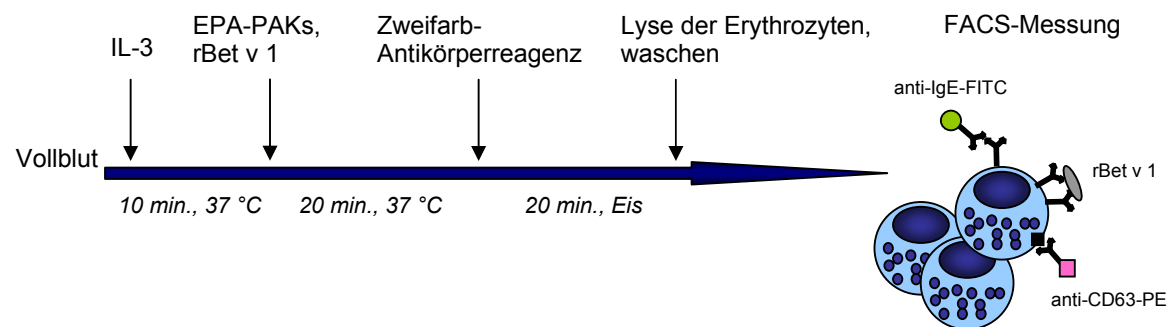 IL-3
EPA-PAKs,
rBet v 1
Zweifarb-
Antikörperreagenz
Lyse der Erythrozyten,
waschen
FACS-Messung
Vollblut
10 min., 37 °C
20 min., 37 °C
20 min., Eis
anti-IgE-FITC
rBet v 1
anti-CD63-PE